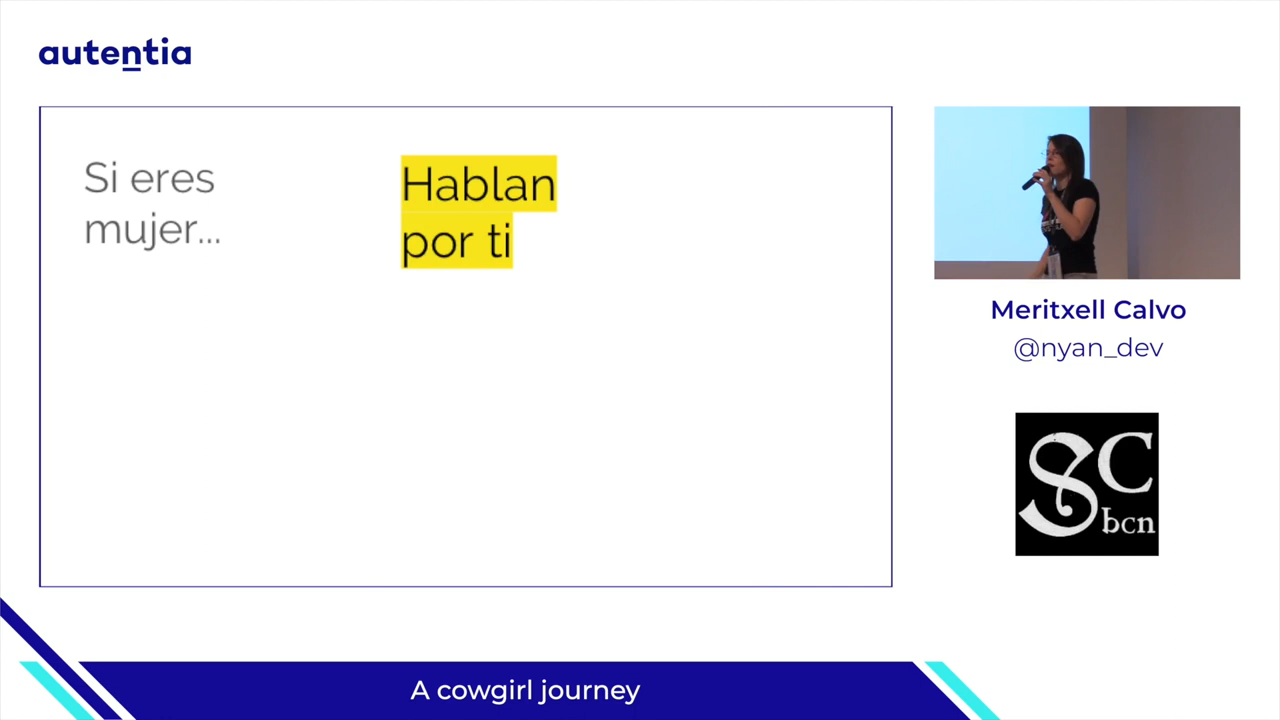 autentia
Si eres
mujer...
Hablan
por ti
Meritxell Calvo
@nyan_dev
SC
bcn
A cowgirl journey